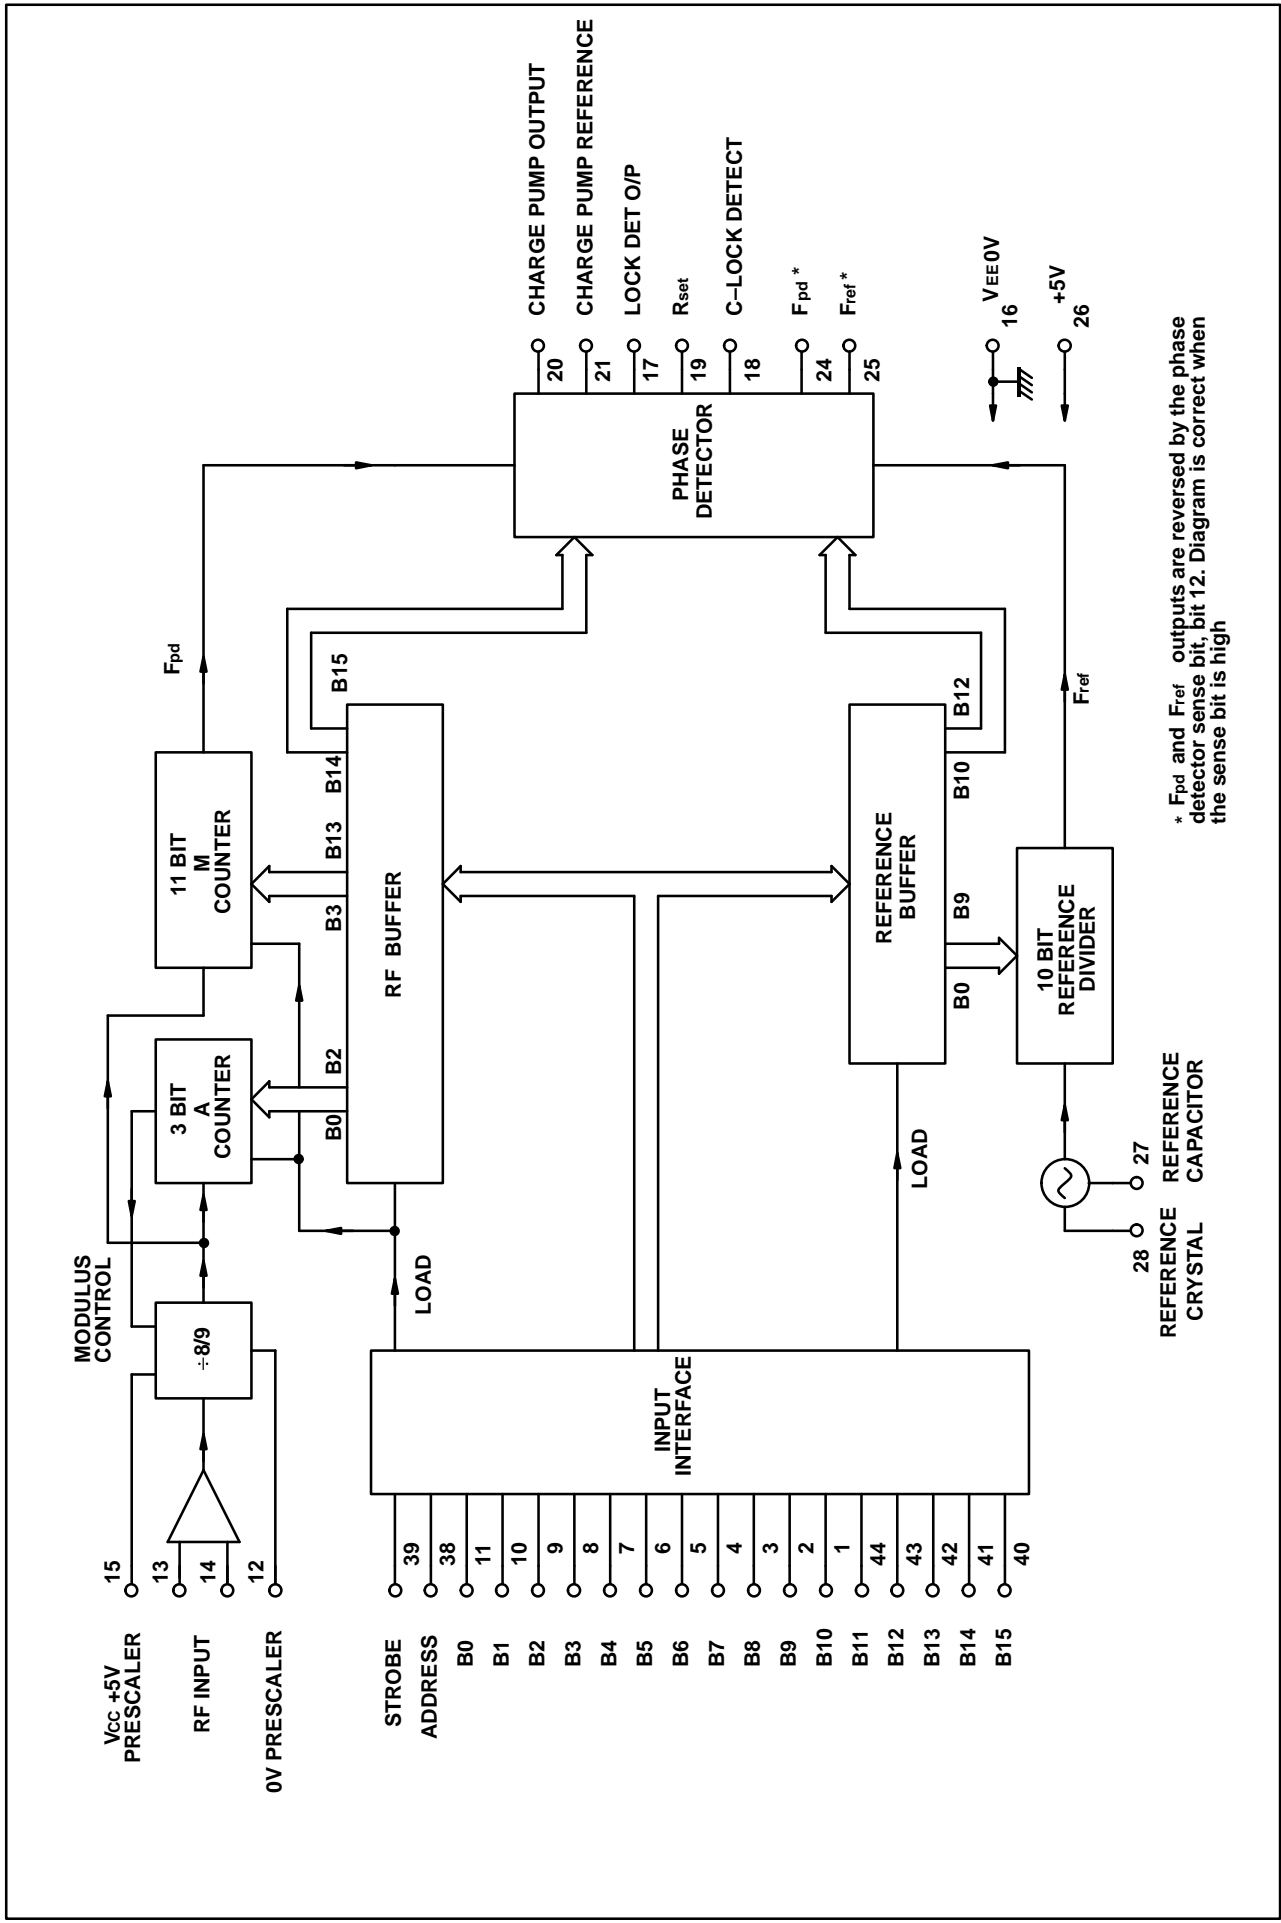 VCC +5V
PRESCALER
15
RF INPUT
13
14
0V PRESCALER
12
MODULUS
CONTROL
÷8/9
3 BIT
A
COUNTER
11 BIT
M
COUNTER
Fpd
B0
B2
B3
B13
B14
B15
RF BUFFER
LOAD
STROBE
39
ADDRESS
38
B0
11
B1
10
B2
9
B3
8
B4
7
B5
6
B6
5
B7
4
B8
3
B9
2
B10
1
B11
44
B12
43
B13
42
B14
41
B15
40
INPUT
INTERFACE
LOAD
REFERENCE
BUFFER
B0
B9
B10
B12
10 BIT
REFERENCE
DIVIDER
Fref
28
REFERENCE
CRYSTAL
27
REFERENCE
CAPACITOR
PHASE
DETECTOR
20
CHARGE PUMP OUTPUT
21
CHARGE PUMP REFERENCE
17
LOCK DET O/P
19
Rset
18
C–LOCK DETECT
24
Fpd *
25
Fref *
16
VEE 0V
26
+5V
* Fpd and Fref outputs are reversed by the phase
detector sense bit, bit 12. Diagram is correct when
the sense bit is high